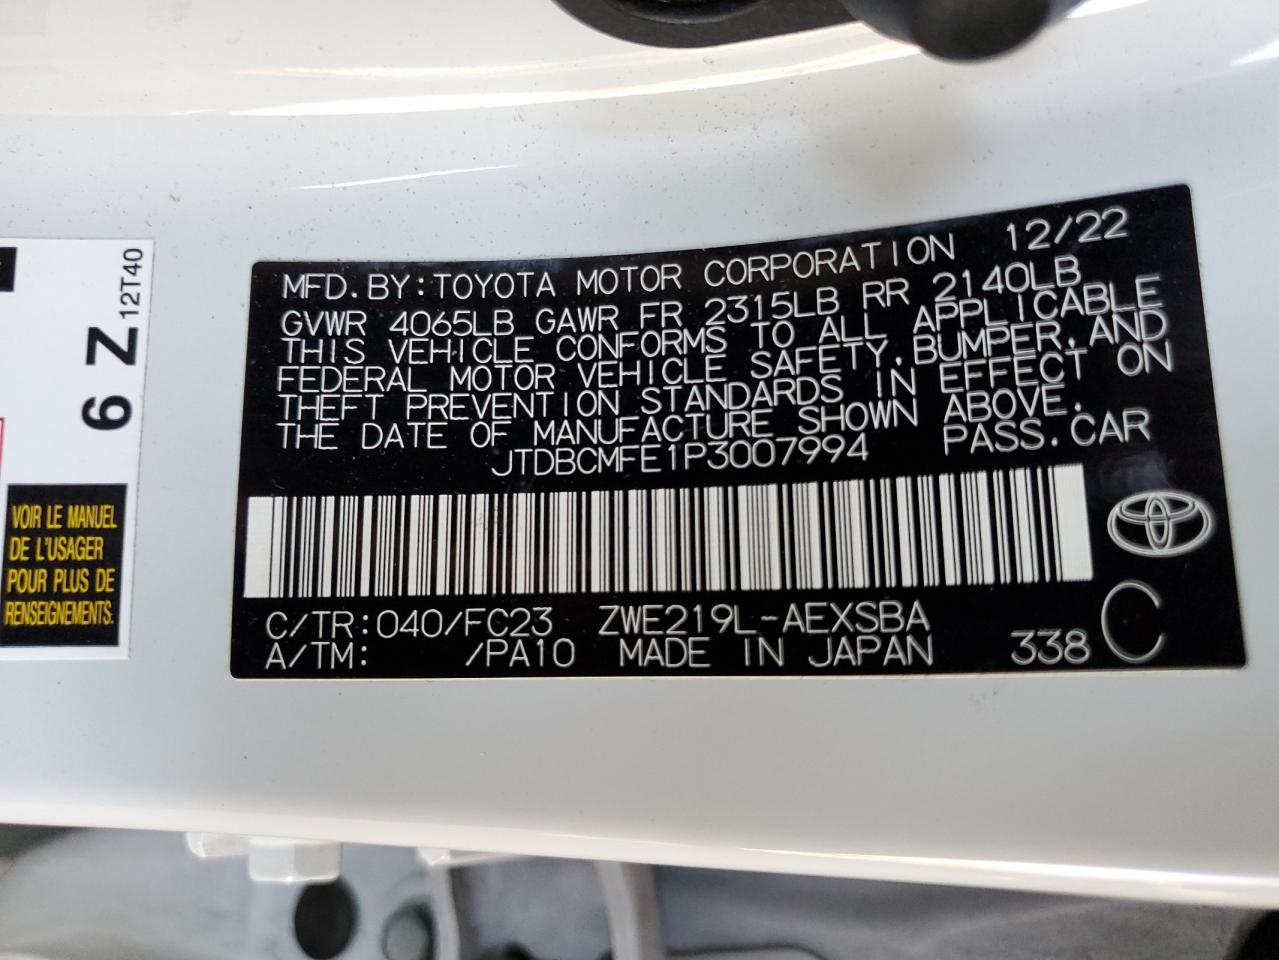 MFD.BY:TOYOTA MOTOR CORPORATION 12/22
GVWR 4065LB GAWR FR 2315LB RR 2140LB
THIS VEHICLE CONFORMS TO ALL APPLICABLE
FEDERAL MOTOR VEHICLE SAFETY,BUMPER,AND
THEFT PREVENTION STANDARDS IN EFFECT ON
THE DATE OF MANUFACTURE SHOWN ABOVE.
JTDBCMFE1P3007994 PASS.CAR
C/TR:040/FC23 ZWE219L-AEXSBA
A/TM: /PA10 MADE IN JAPAN 338 C
6 Z
12T40
VOIR LE MANUEL
DE L'USAGER
POUR PLUS DE
RENSEIGNEMENTS.